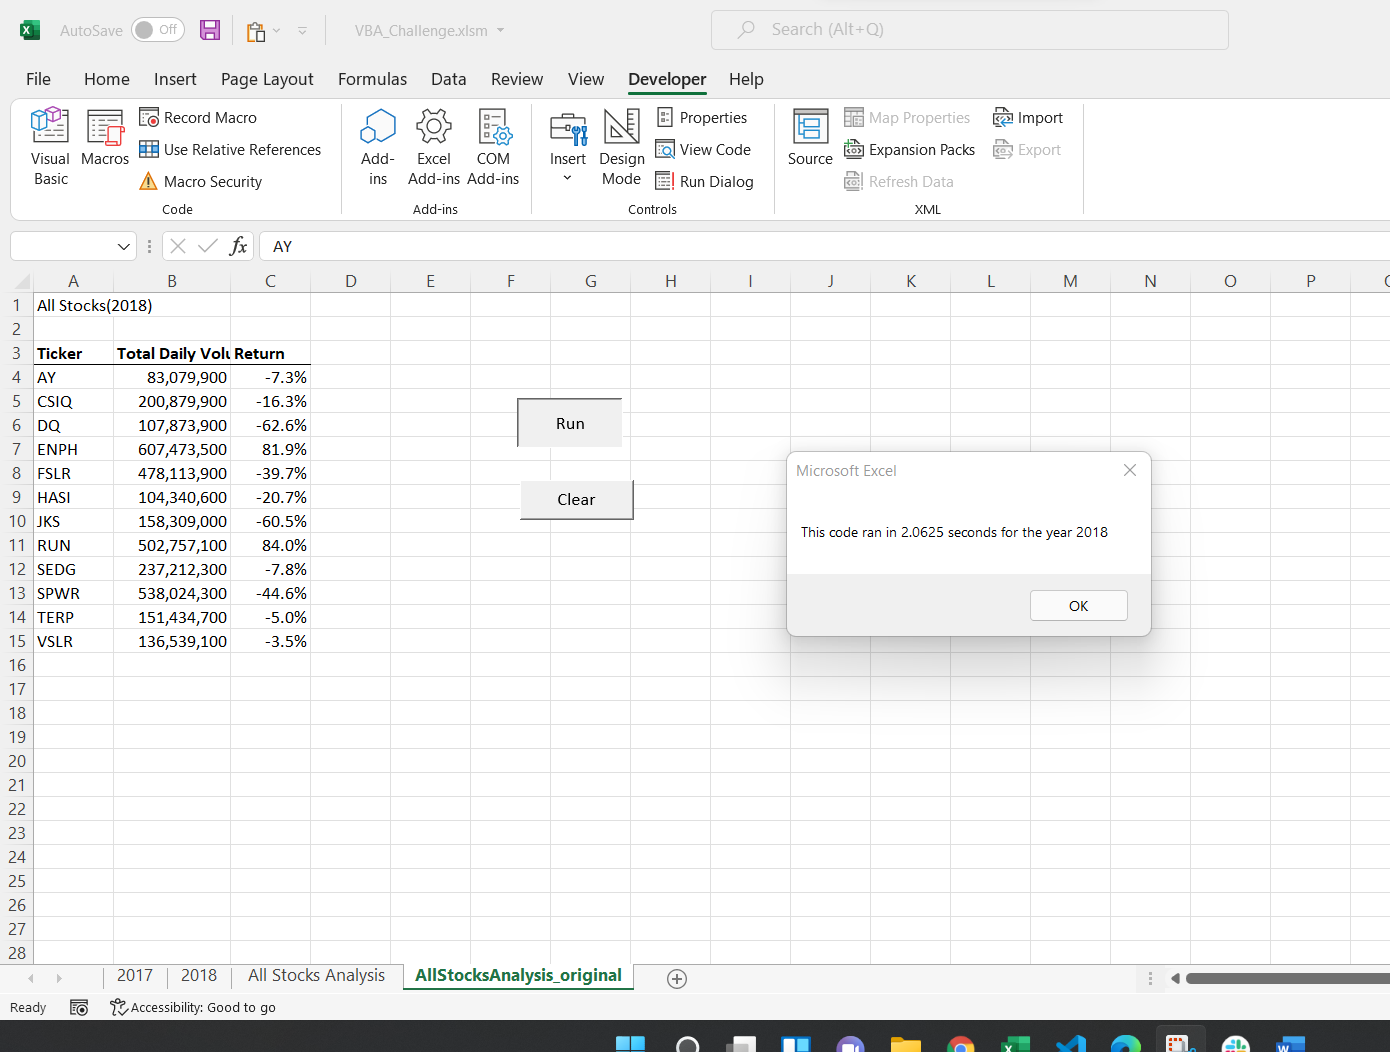 AutoSave Off VBA_Challenge.xlsm Search (Alt+Q)
File Home Insert Page Layout Formulas Data Review View Developer Help
Visual Basic
Macros
Record Macro
Use Relative References
Macro Security
Code
Add-ins
Excel Add-ins
COM Add-ins
Add-ins
Insert
Design Mode
Properties
View Code
Run Dialog
Controls
Source
Map Properties
Expansion Packs
Refresh Data
Import
Export
XML
fx AY
A B C D E F G H I J K L M N O P
1 All Stocks(2018)
2
3 Ticker Total Daily Volu Return
4 AY 83,079,900 -7.3%
5 CSIQ 200,879,900 -16.3%
6 DQ 107,873,900 -62.6%
7 ENPH 607,473,500 81.9%
8 FSLR 478,113,900 -39.7%
9 HASI 104,340,600 -20.7%
10 JKS 158,309,000 -60.5%
11 RUN 502,757,100 84.0%
12 SEDG 237,212,300 -7.8%
13 SPWR 538,024,300 -44.6%
14 TERP 151,434,700 -5.0%
15 VSLR 136,539,100 -3.5%
16
17
18
19
20
21
22
23
24
25
26
27
28
Run
Clear
Microsoft Excel
This code ran in 2.0625 seconds for the year 2018
OK
2017 2018 All Stocks Analysis AllStocksAnalysis_original
Ready Accessibility: Good to go